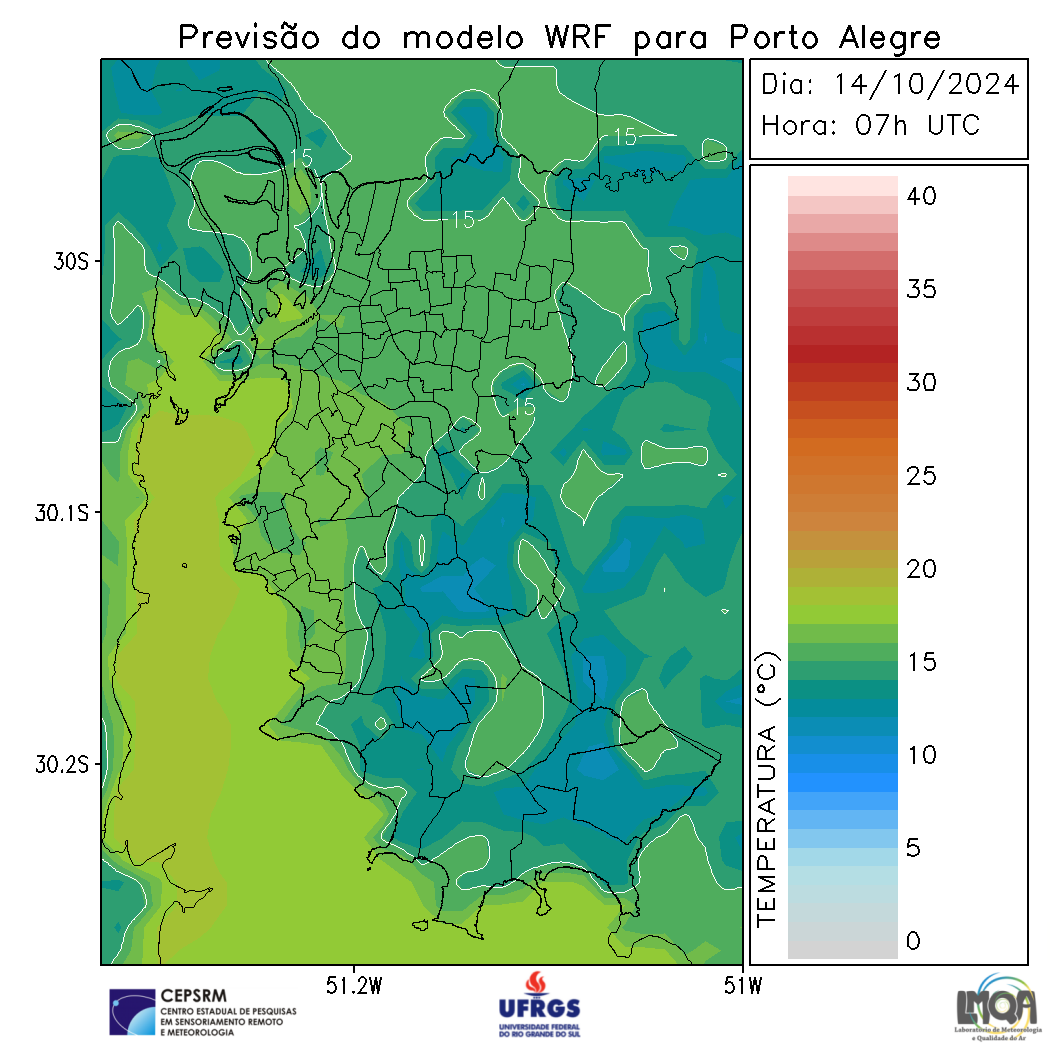 Previsão do modelo WRF para Porto Alegre
Dia: 14/10/2024
Hora: 07h UTC
15
15
15
15
30S
30.1S
30.2S
51.2W
51W
40
35
30
25
20
15
10
5
0
TEMPERATURA (°C)
CEPSRM
CENTRO ESTADUAL DE PESQUISAS
EM SENSORIAMENTO REMOTO
E METEOROLOGIA
UFRGS
UNIVERSIDADE FEDERAL
DO RIO GRANDE DO SUL
LMQA
Laboratório de Meteorologia
e Qualidade do Ar